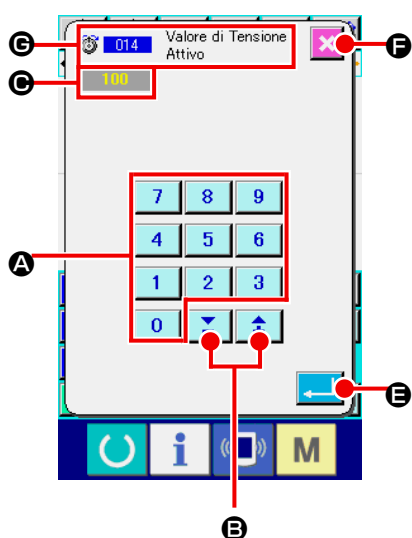 G
014
Valore di Tensione
Attivo
F
C
100
7 8 9
A
4 5 6
1 2 3
0
E
i
M
B